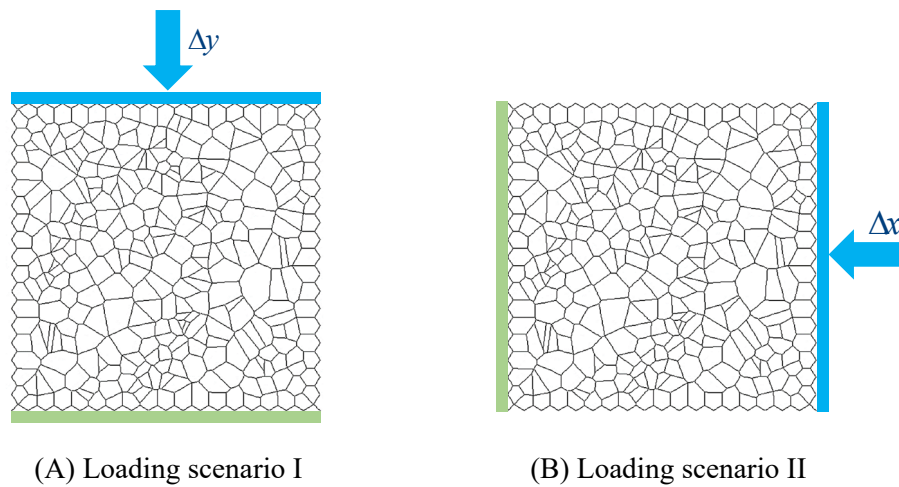 Δy
Δx
(A) Loading scenario I
(B) Loading scenario II